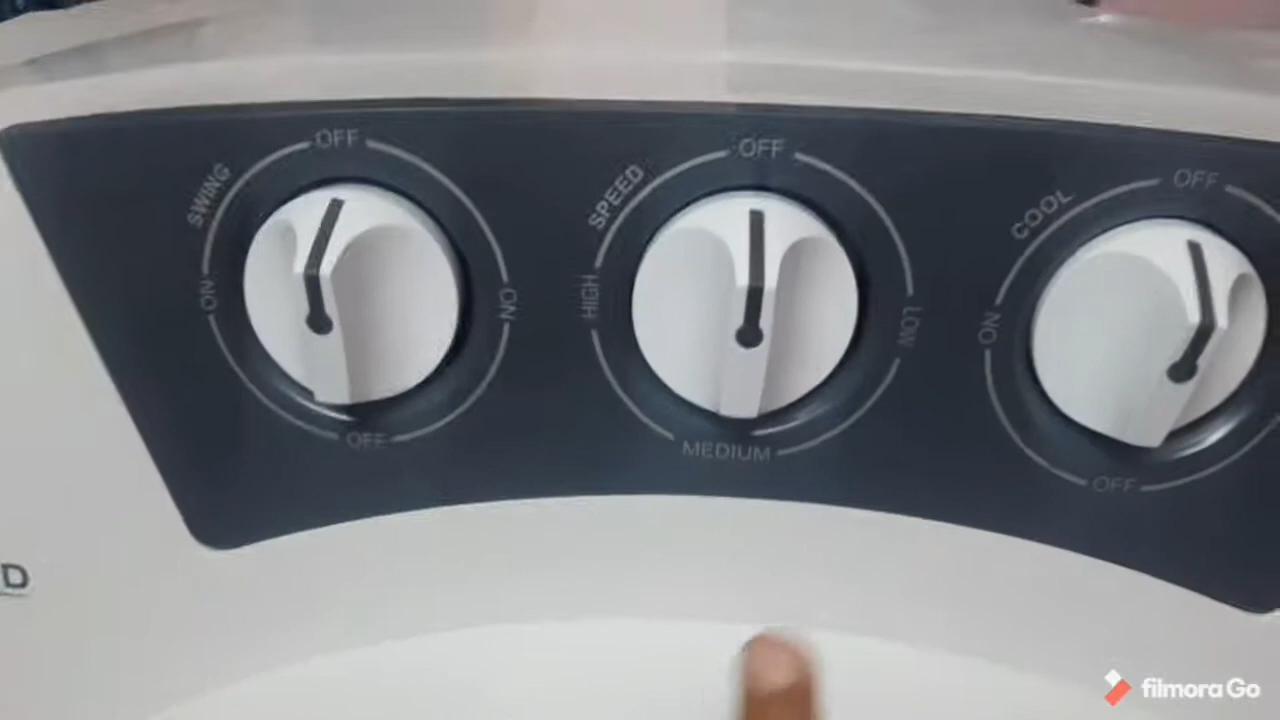 SWING
OFF
ON
ON
OFF
SPEED
OFF
HIGH
LOW
MEDIUM
COOL
OFF
ON
OFF
D
filmora Go